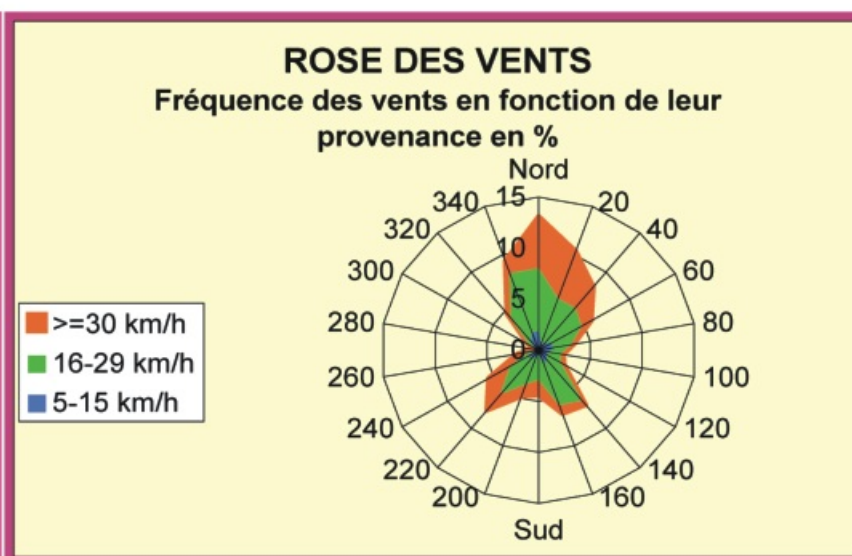 ROSE DES VENTS
Fréquence des vents en fonction de leur
provenance en %
Nord
15
340
20
320
40
10
300
60
5
280
80
0
260
100
240
120
220
140
200
160
Sud
>=30 km/h
16-29 km/h
5-15 km/h